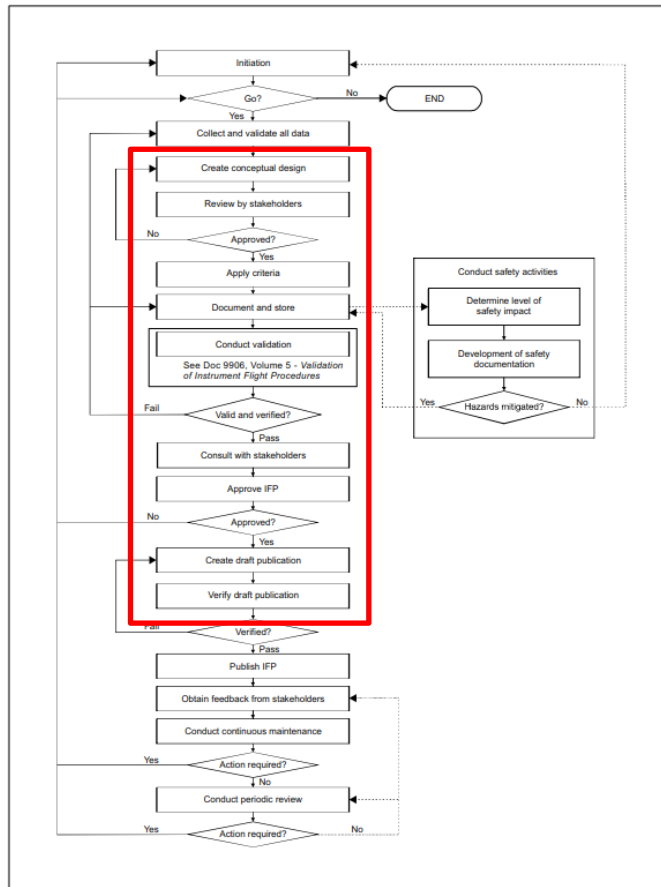 Initiation
Go?
No
END
Yes
Collect and validate all data
Create conceptual design
Review by stakeholders
No
Approved?
Yes
Apply criteria
Document and store
Conduct validation
See Doc 9906, Volume 5 - Validation
of Instrument Flight Procedures
Fail
Valid and verified?
Pass
Consult with stakeholders
Approve IFP
No
Approved?
Yes
Create draft publication
Verify draft publication
Fail
Verified?
Pass
Publish IFP
Obtain feedback from stakeholders
Conduct continuous maintenance
Yes
Action required?
No
Conduct periodic review
Yes
Action required?
No
Conduct safety activities
Determine level of
safety impact
Development of safety
documentation
Yes
Hazards mitigated?
No